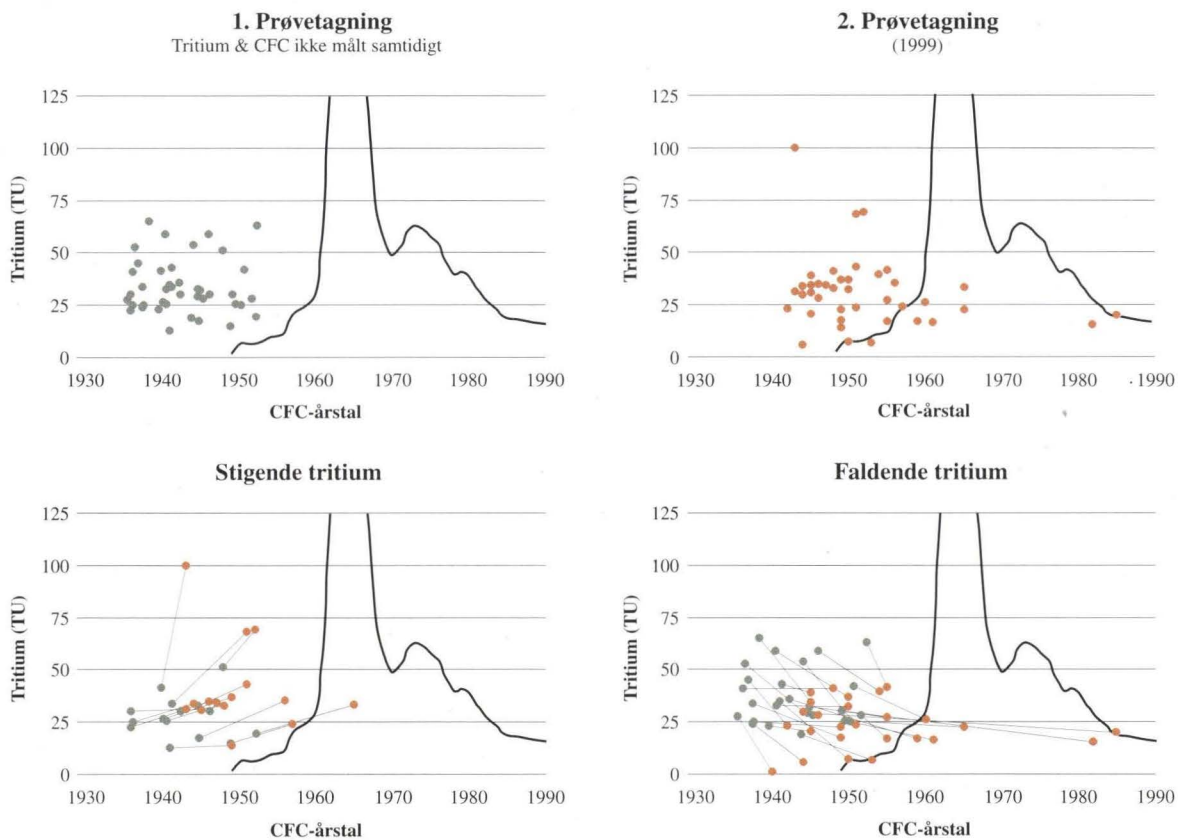 1. Prøvetagning
Tritium & CFC ikke målt samtidigt
125
100
75
50
25
0
Tritium (TU)
1930 1940 1950 1960 1970 1980 1990
CFC-årstal
2. Prøvetagning
(1999)
125
100
75
50
25
0
Tritium (TU)
1930 1940 1950 1960 1970 1980 1990
CFC-årstal
Stigende tritium
125
100
75
50
25
0
Tritium (TU)
1930 1940 1950 1960 1970 1980 1990
CFC-årstal
Faldende tritium
125
100
75
50
25
0
Tritium (TU)
1930 1940 1950 1960 1970 1980 1990
CFC-årstal